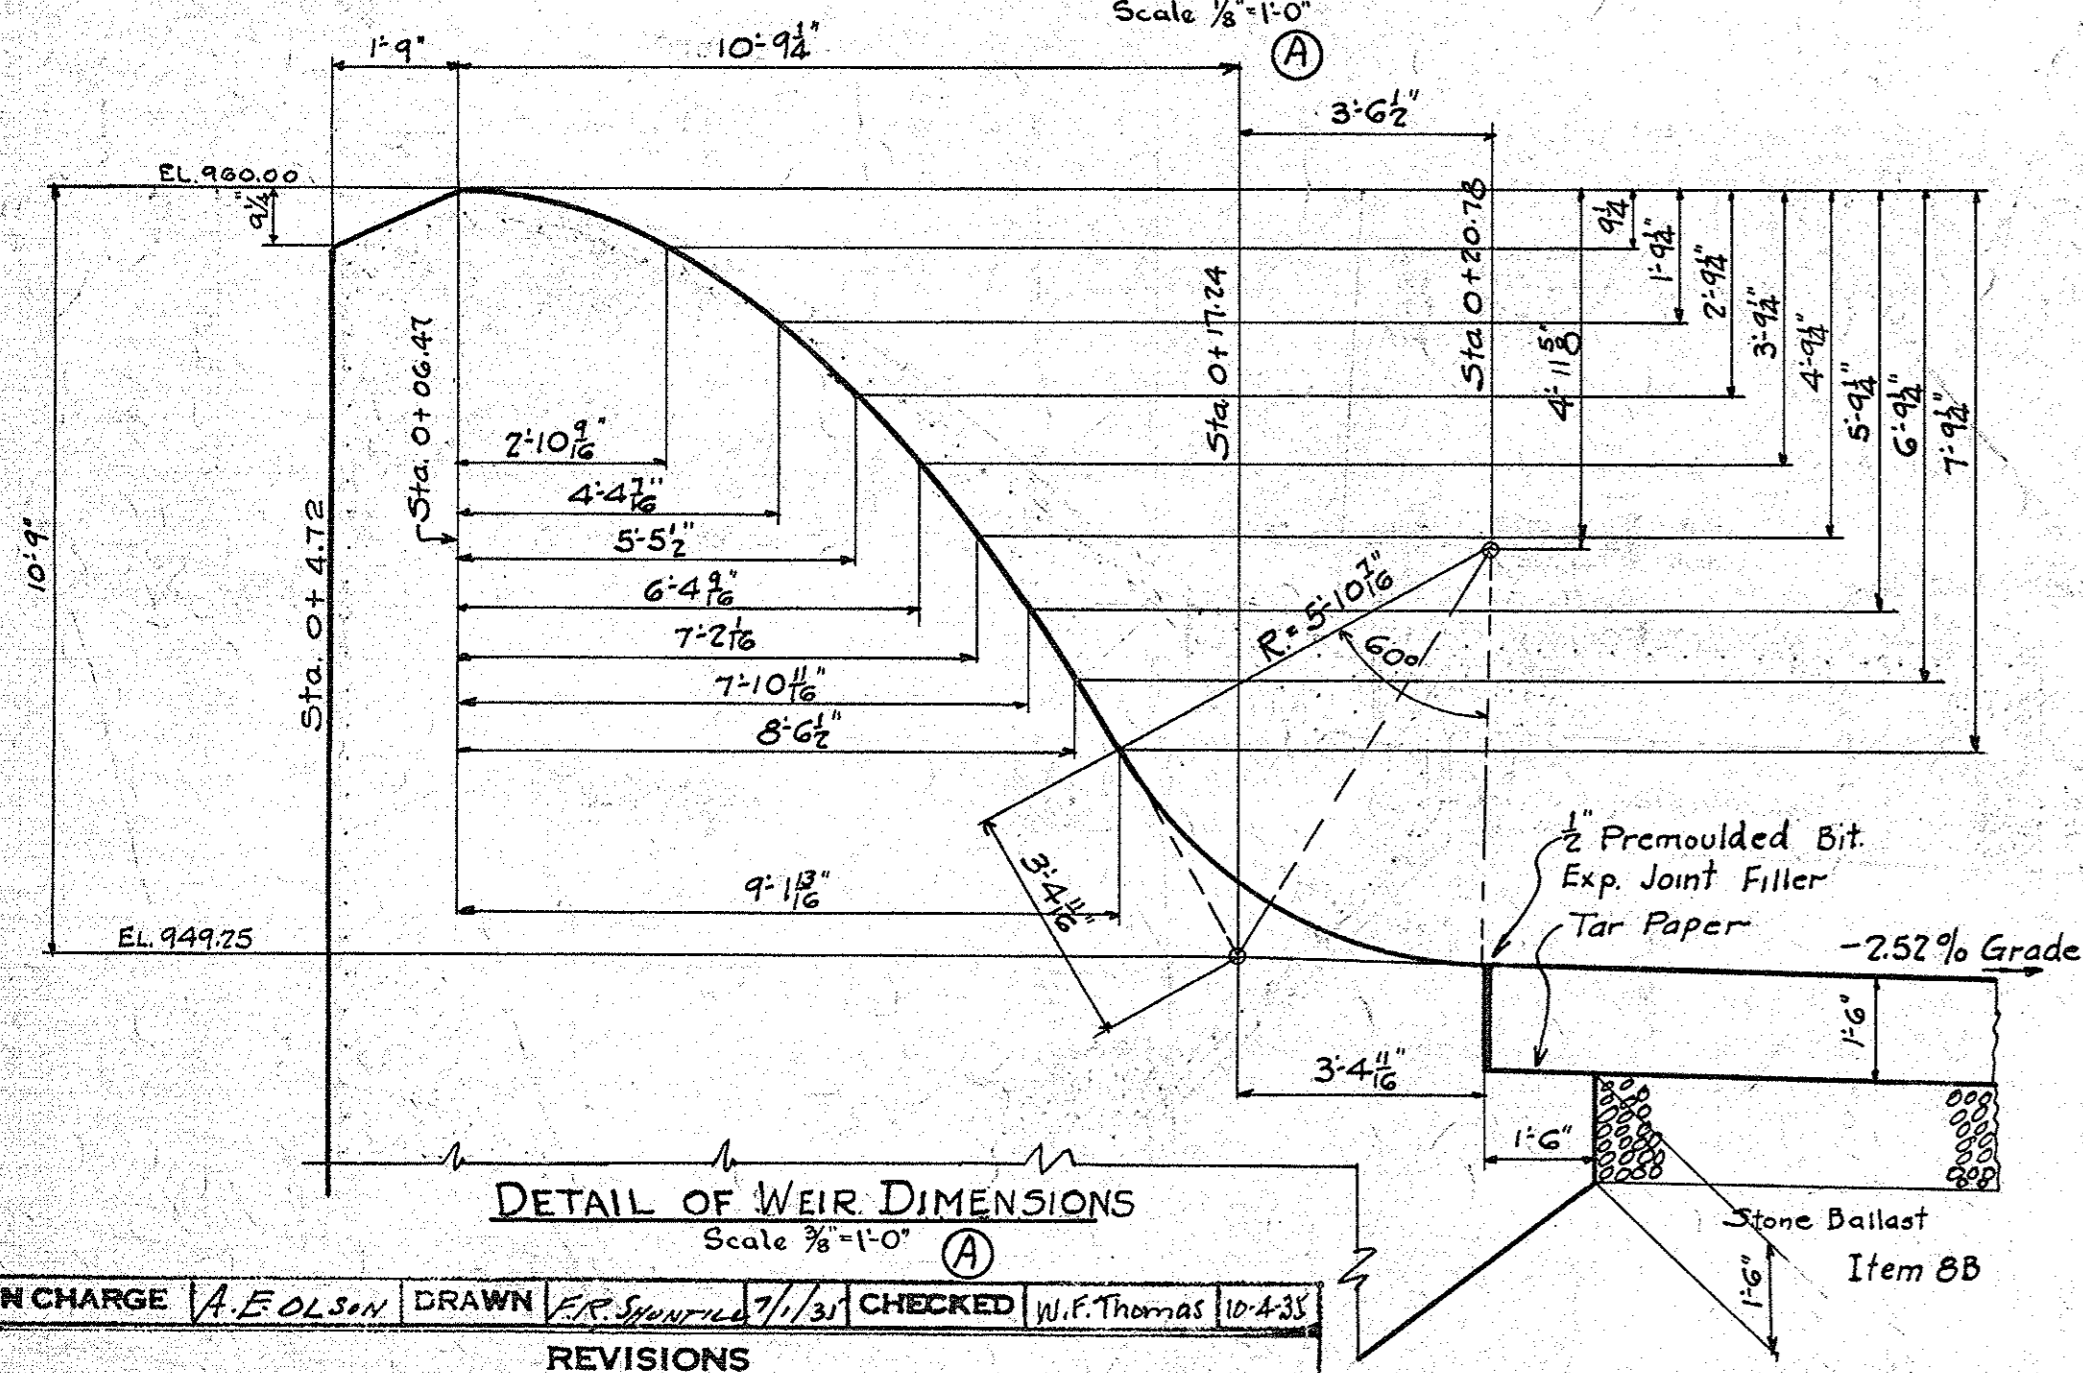 Scale 1/8"=1'-0"
A
1'-9"
10'-9 1/4"
3'-6 1/2"
EL. 960.00
9 1/4"
10'-9"
Sta. 0+4.72
Sta. 0+06.47
Sta. 0+17.24
Sta 0+20.78
4'-11 5/8"
9 1/4"
1'-9 1/4"
2'-9 1/4"
3'-9 1/4"
4'-9 1/4"
5'-9 1/4"
6'-9 1/4"
7'-9 1/4"
2'-10 9/16"
4'-4 7/16"
5'-5 1/2"
6'-4 9/16"
7'-2 1/16
7'-10 11/16"
8'-6 1/2"
9'-1 13/16"
R.= 5'-10 7/16"
60°
3'-4 11/16"
EL. 949.25
1/2" Premoulded Bit.
Exp. Joint Filler
Tar Paper
-2.52% Grade
1'-6"
3'-4 11/16"
1'-6"
Stone Ballast
Item 8B
1'-6"
DETAIL OF WEIR DIMENSIONS
Scale 3/8"=1'-0"
A
N CHARGE A.E. OLSON DRAWN 7/1/35 CHECKED W.F. Thomas 10-4-35
REVISIONS